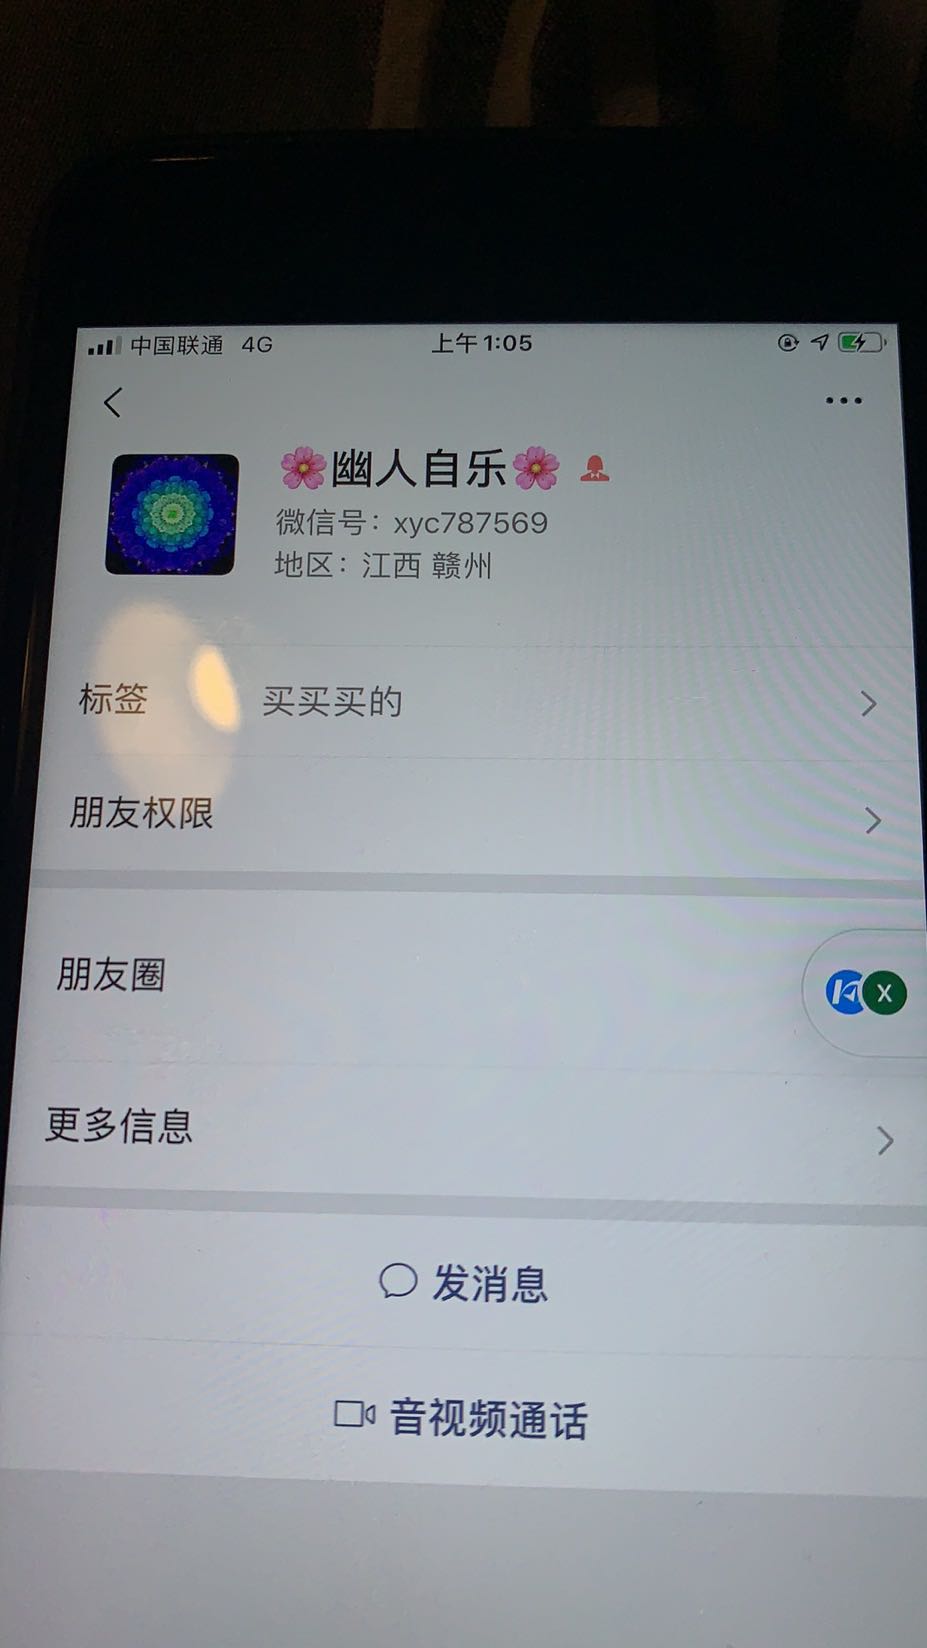 中国联通 4G 上午1:05
🌸幽人自乐🌸
微信号：xyc787569
地区：江西 赣州
标签 买买买的
朋友权限
朋友圈
X
更多信息
发消息
音视频通话